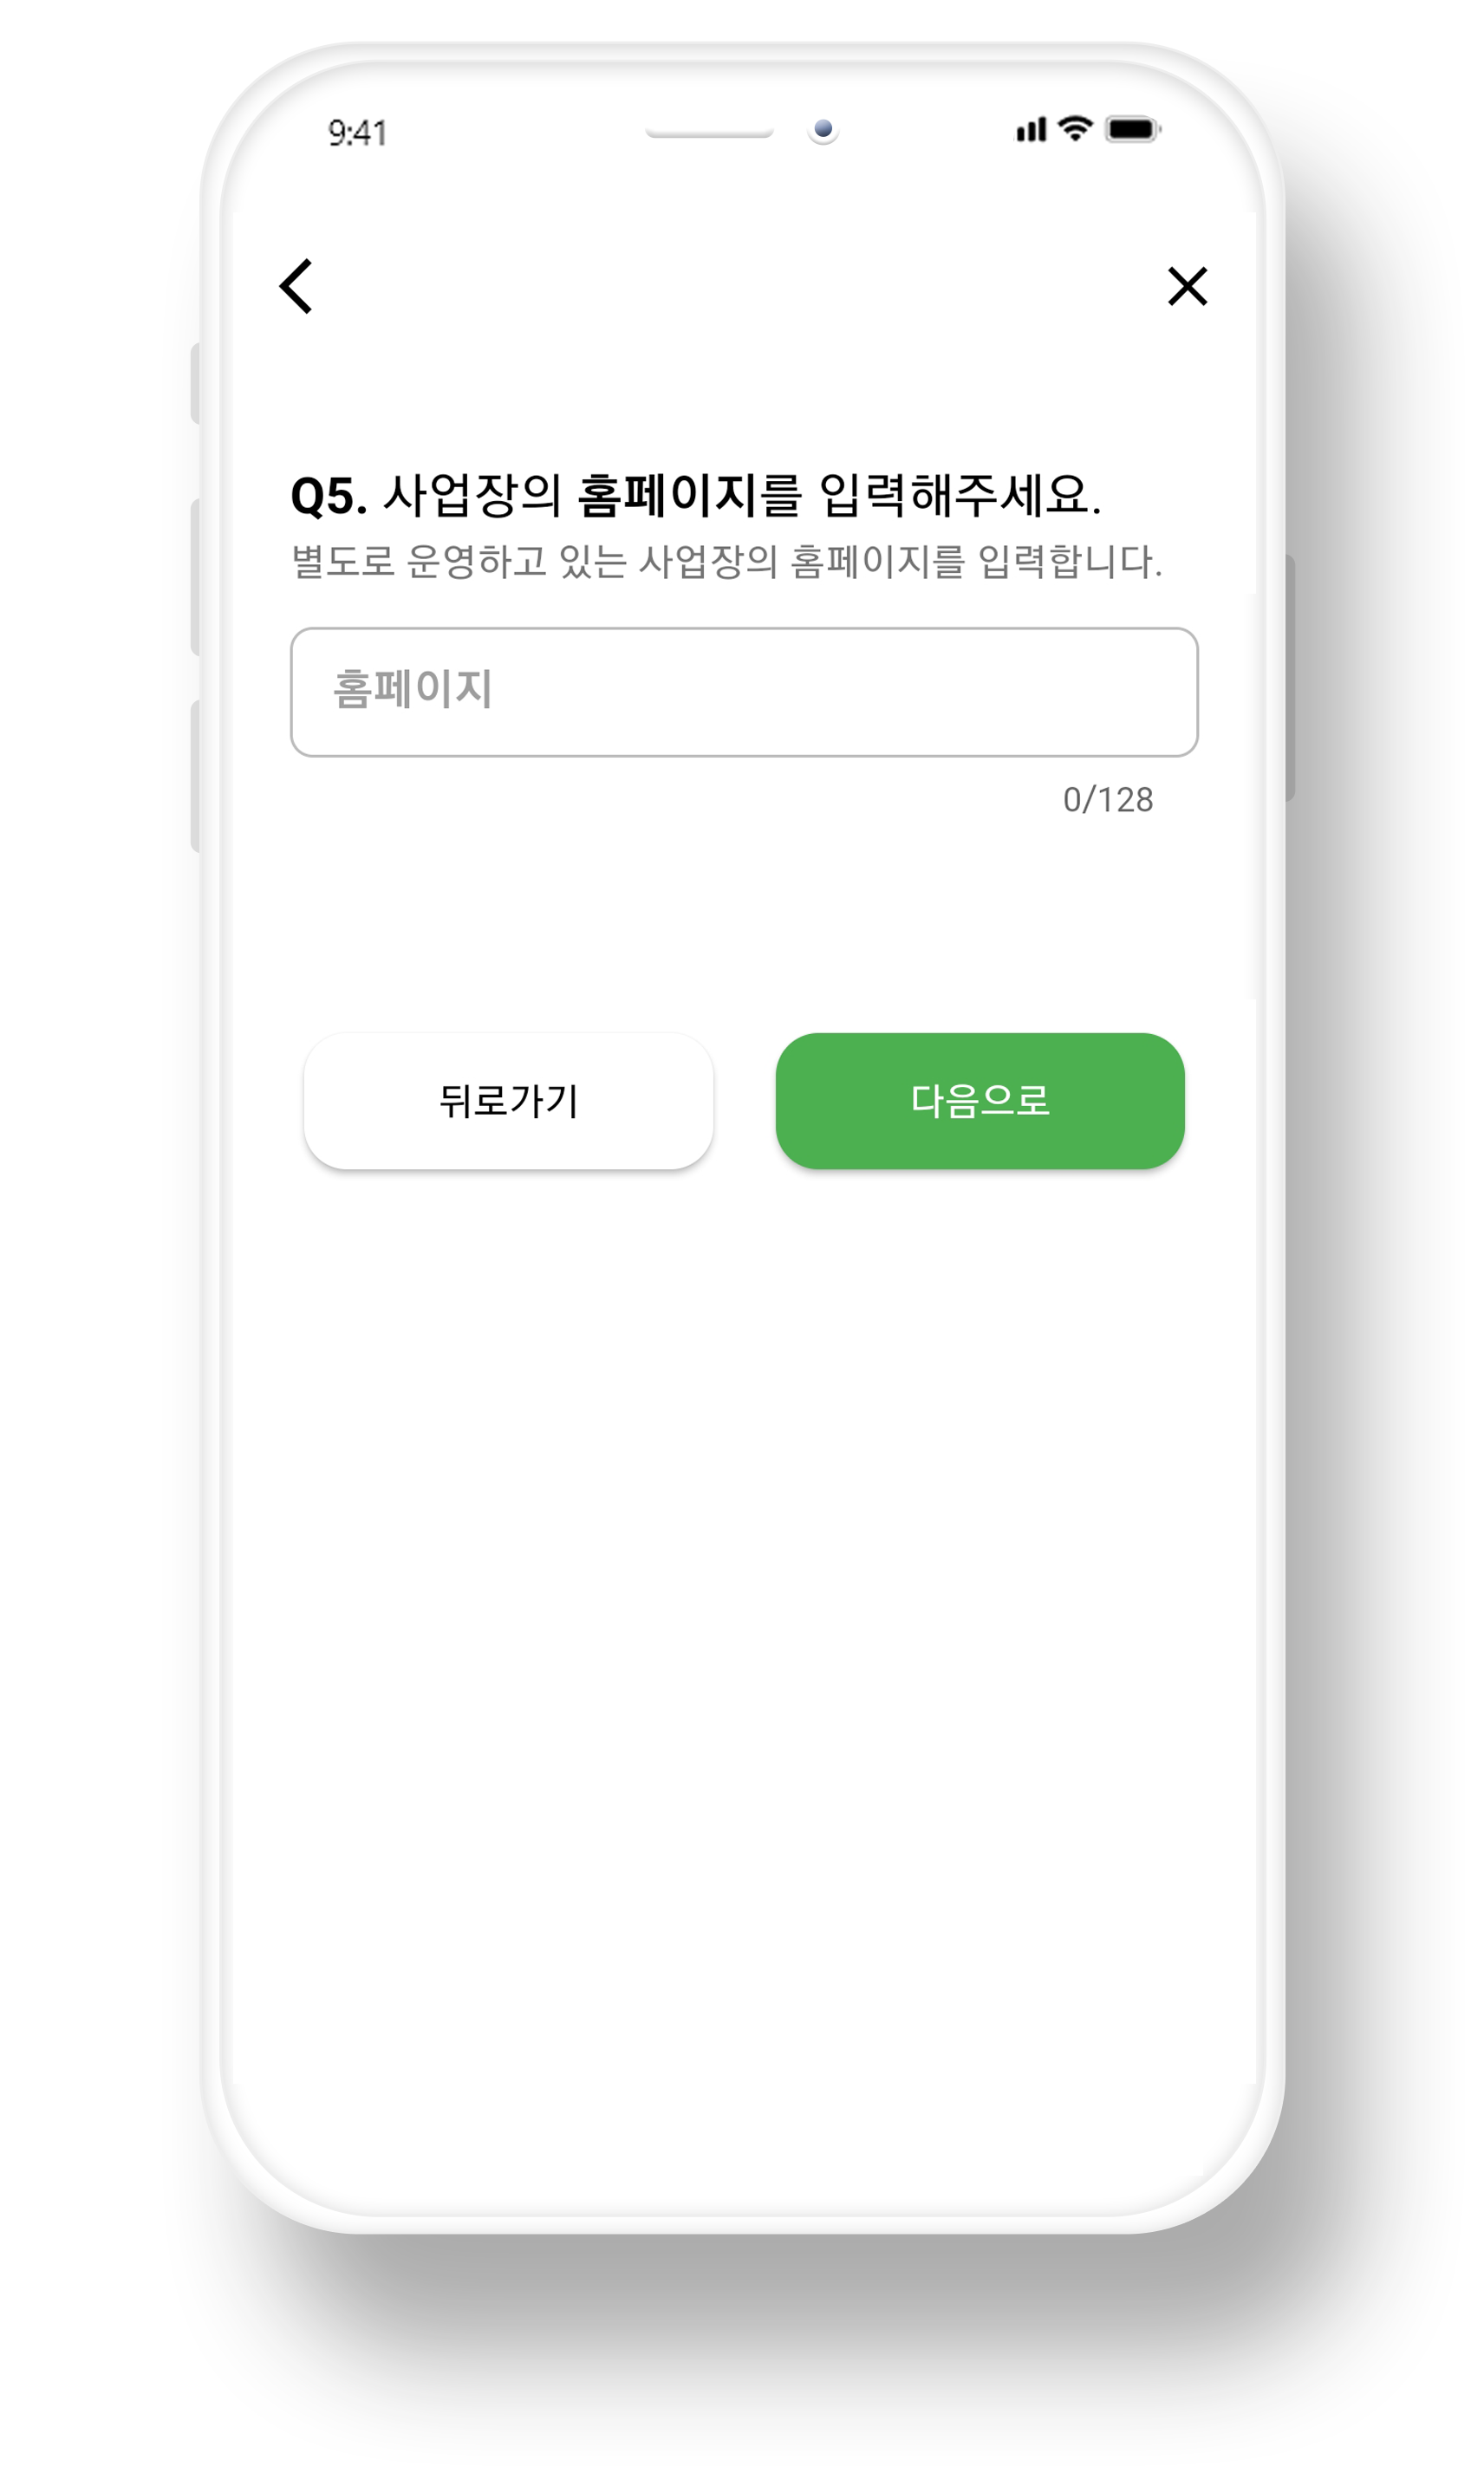 9:41
Q5. 사업장의 홈페이지를 입력해주세요.
별도로 운영하고 있는 사업장의 홈페이지를 입력합니다.
홈페이지
0/128
뒤로가기
다음으로